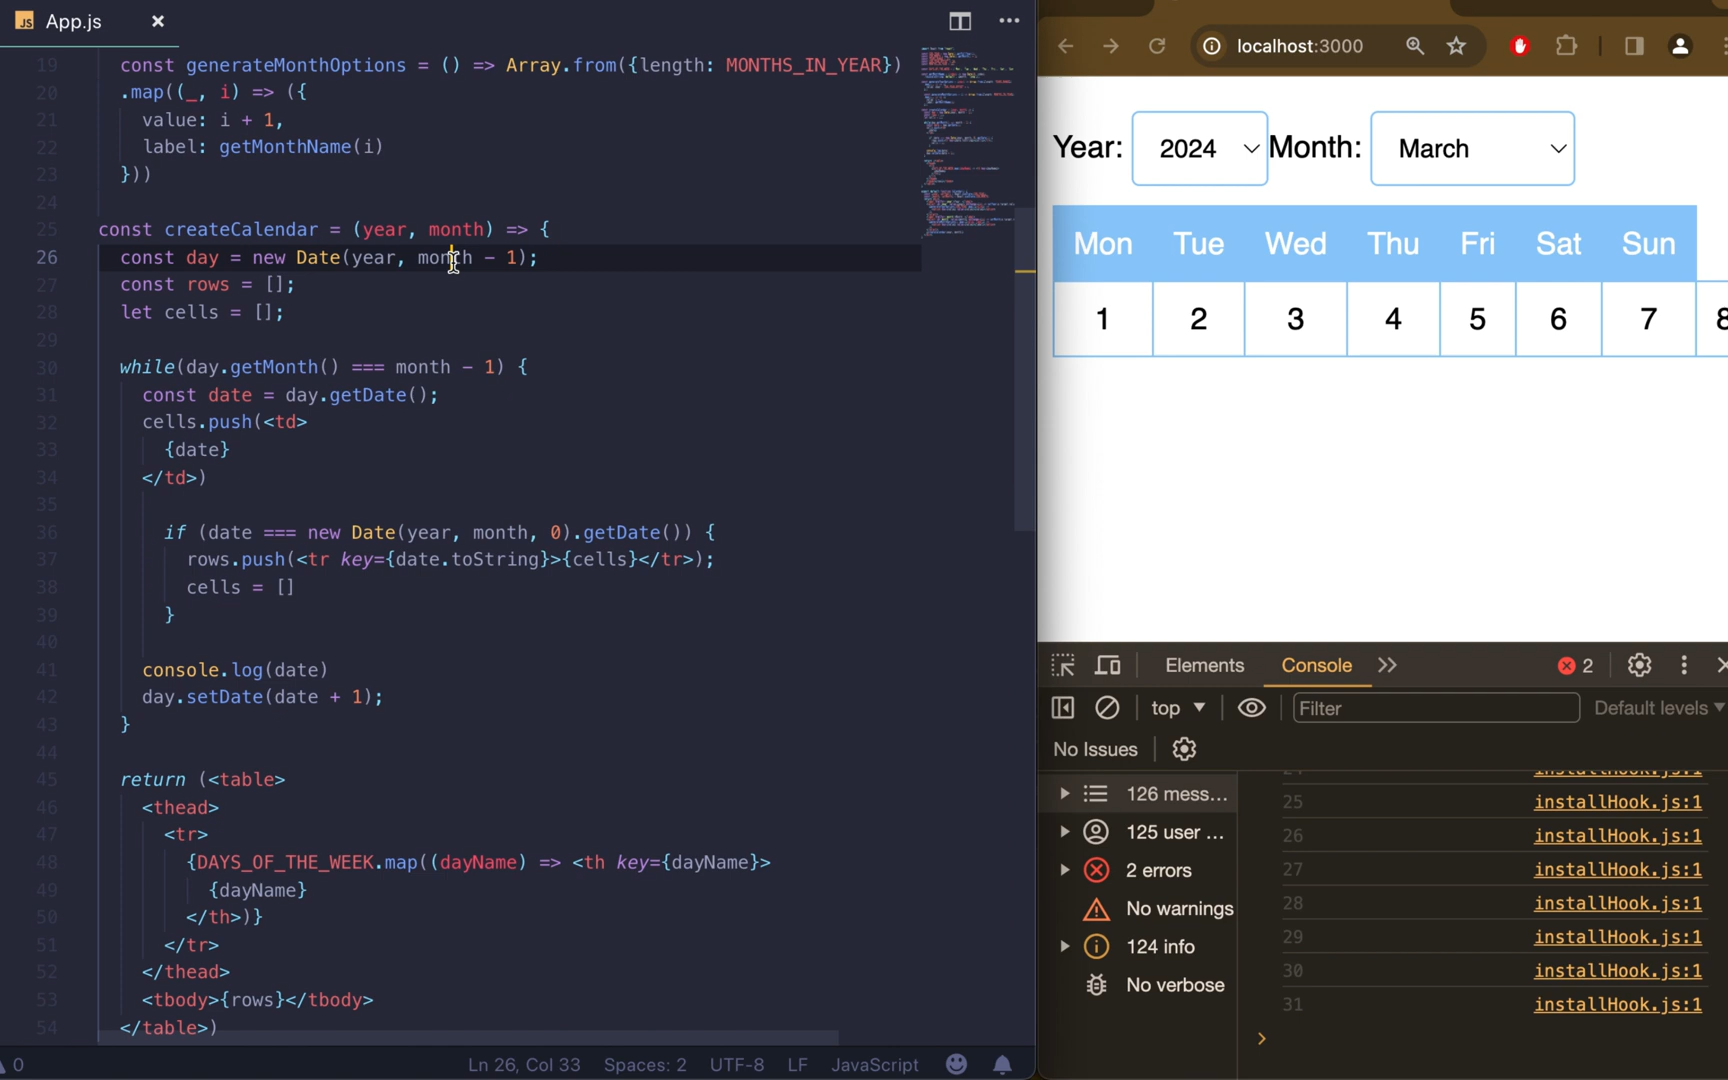 JS App.js
19 const generateMonthOptions = () => Array.from({length: MONTHS_IN_YEAR})
20 .map((_, i) => ({
21 value: i + 1,
22 label: getMonthName(i)
23 }))
24
25 const createCalendar = (year, month) => {
26 const day = new Date(year, month - 1);
27 const rows = [];
28 let cells = [];
29
30 while(day.getMonth() === month - 1) {
31 const date = day.getDate();
32 cells.push(<td>
33 {date}
34 </td>)
35
36 if (date === new Date(year, month, 0).getDate()) {
37 rows.push(<tr key={date.toString}>{cells}</tr>);
38 cells = []
39 }
40
41 console.log(date)
42 day.setDate(date + 1);
43 }
44
45 return (<table>
46 <thead>
47 <tr>
48 {DAYS_OF_THE_WEEK.map((dayName) => <th key={dayName}>
49 {dayName}
50 </th>)}
51 </tr>
52 </thead>
53 <tbody>{rows}</tbody>
54 </table>)
0 Ln 26, Col 33 Spaces: 2 UTF-8 LF JavaScript
localhost:3000
Year: 2024 Month: March
Mon Tue Wed Thu Fri Sat Sun
1 2 3 4 5 6 7 8
Elements Console 2
top Filter Default levels
No Issues
126 mess...
125 user ...
2 errors
No warnings
124 info
No verbose
24 installHook.js:1
25 installHook.js:1
26 installHook.js:1
27 installHook.js:1
28 installHook.js:1
29 installHook.js:1
30 installHook.js:1
31 installHook.js:1